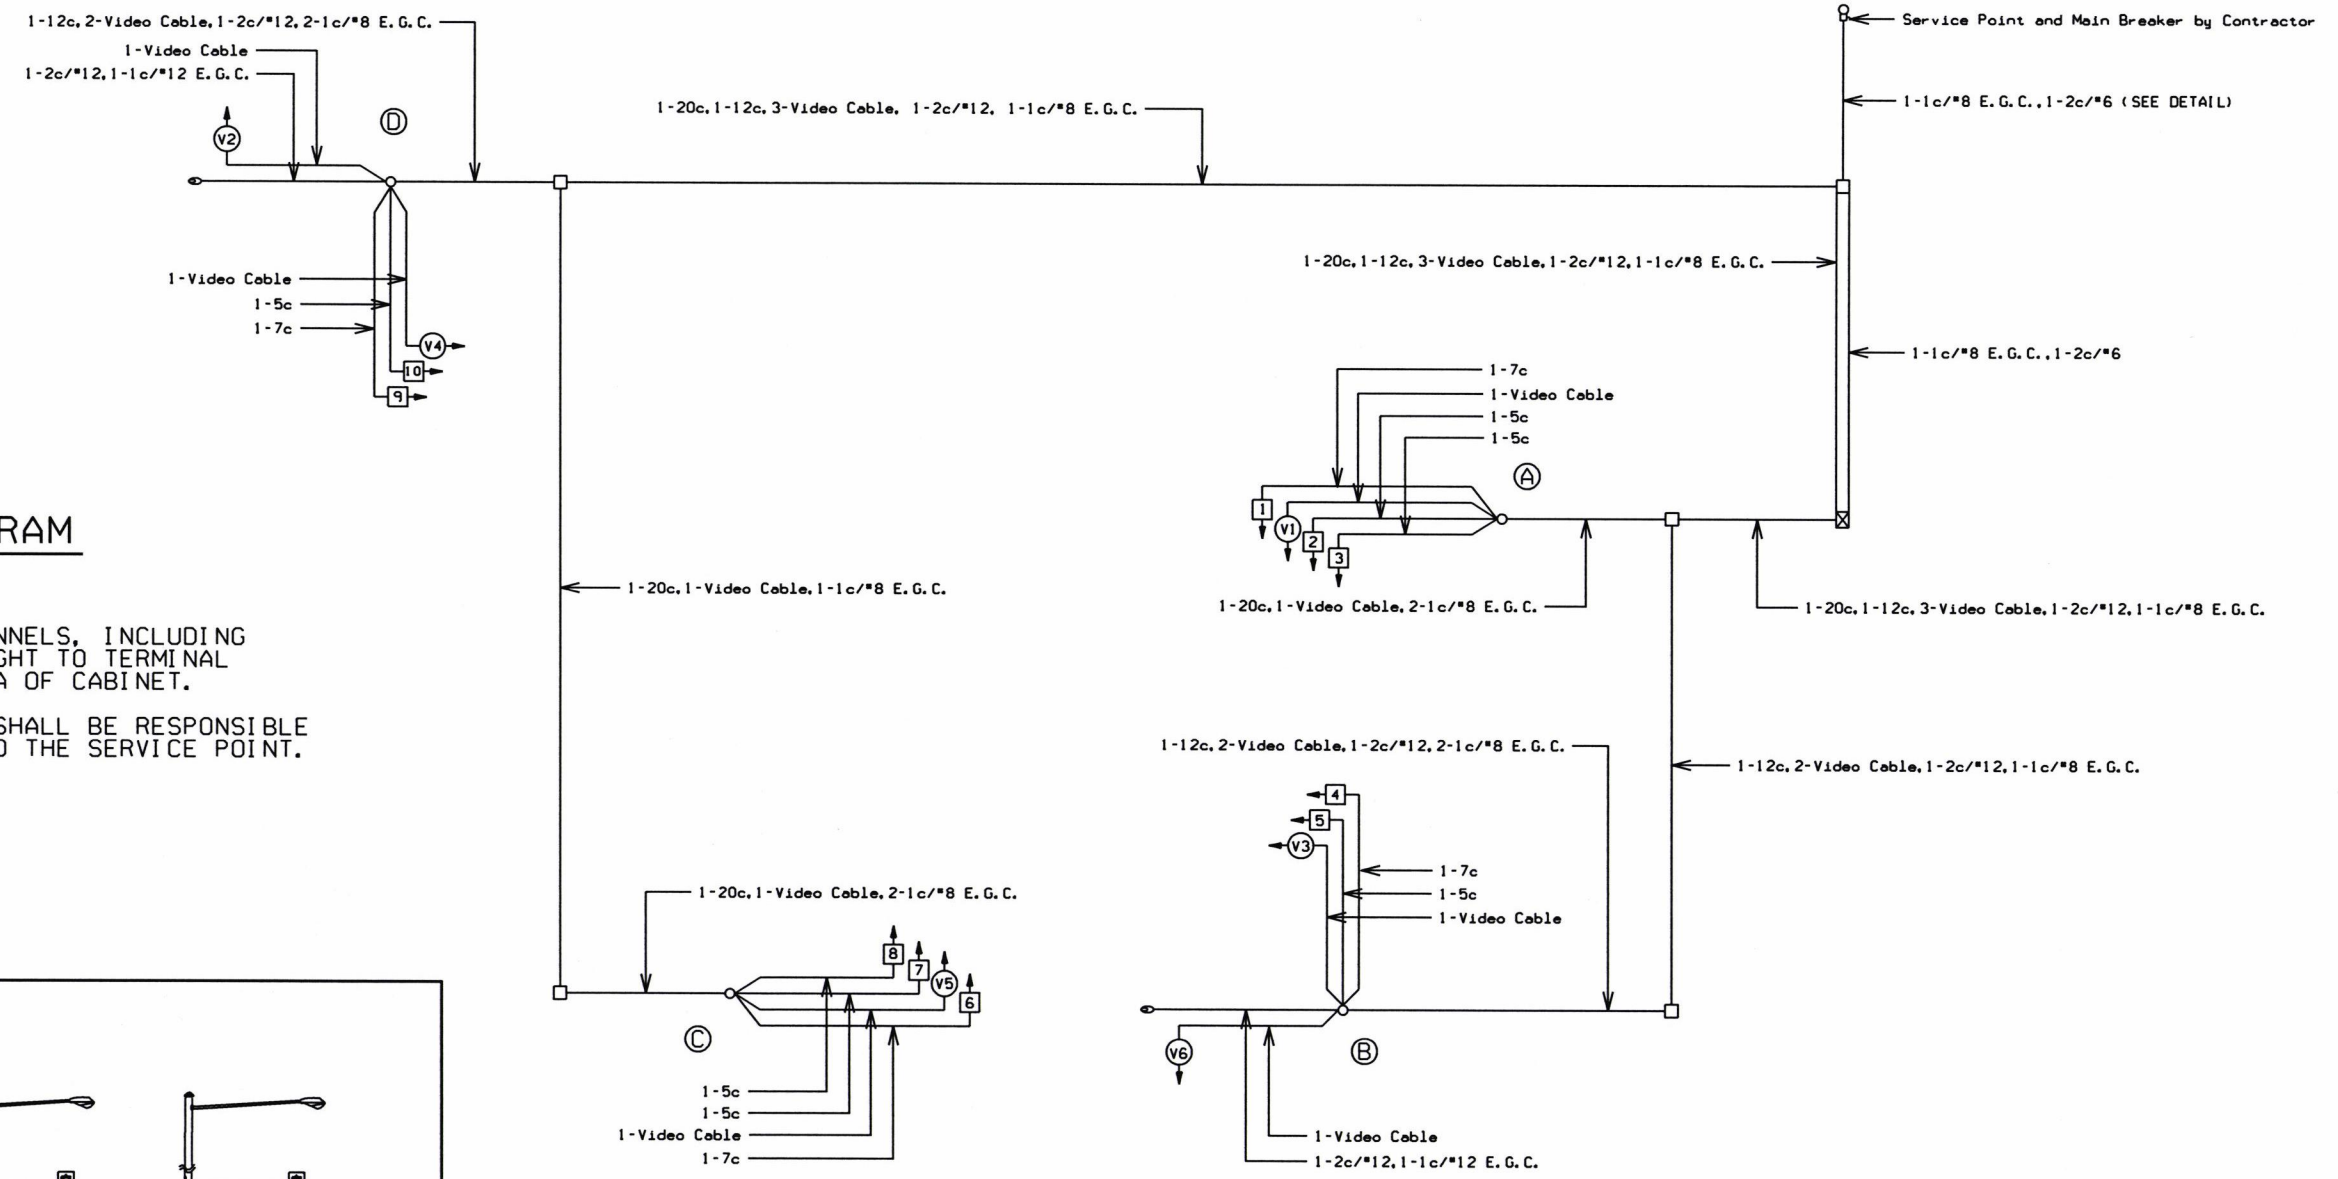 1-12c, 2-Video Cable, 1-2c/#12, 2-1c/#8 E.G.C.
1-Video Cable
1-2c/#12, 1-1c/#12 E.G.C.
V2
D
1-20c, 1-12c, 3-Video Cable, 1-2c/#12, 1-1c/#8 E.G.C.
Service Point and Main Breaker by Contractor
1-1c/#8 E.G.C., 1-2c/#6 (SEE DETAIL)
1-Video Cable
1-5c
1-7c
V4
10
9
1-20c, 1-12c, 3-Video Cable, 1-2c/#12, 1-1c/#8 E.G.C.
1-1c/#8 E.G.C., 1-2c/#6
1-7c
1-Video Cable
1-5c
1-5c
A
1
V1
2
3
1-20c, 1-Video Cable, 2-1c/#8 E.G.C.
1-20c, 1-12c, 3-Video Cable, 1-2c/#12, 1-1c/#8 E.G.C.
RAM
1-20c, 1-Video Cable, 1-1c/#8 E.G.C.
NNELS, INCLUDING
GHT TO TERMINAL
A OF CABINET.
SHALL BE RESPONSIBLE
O THE SERVICE POINT.
1-12c, 2-Video Cable, 1-2c/#12, 2-1c/#8 E.G.C.
1-12c, 2-Video Cable, 1-2c/#12, 1-1c/#8 E.G.C.
4
5
V3
1-7c
1-5c
1-Video Cable
1-20c, 1-Video Cable, 2-1c/#8 E.G.C.
8
7
V5
6
C
1-5c
1-5c
1-Video Cable
1-7c
V6
B
1-Video Cable
1-2c/#12, 1-1c/#12 E.G.C.